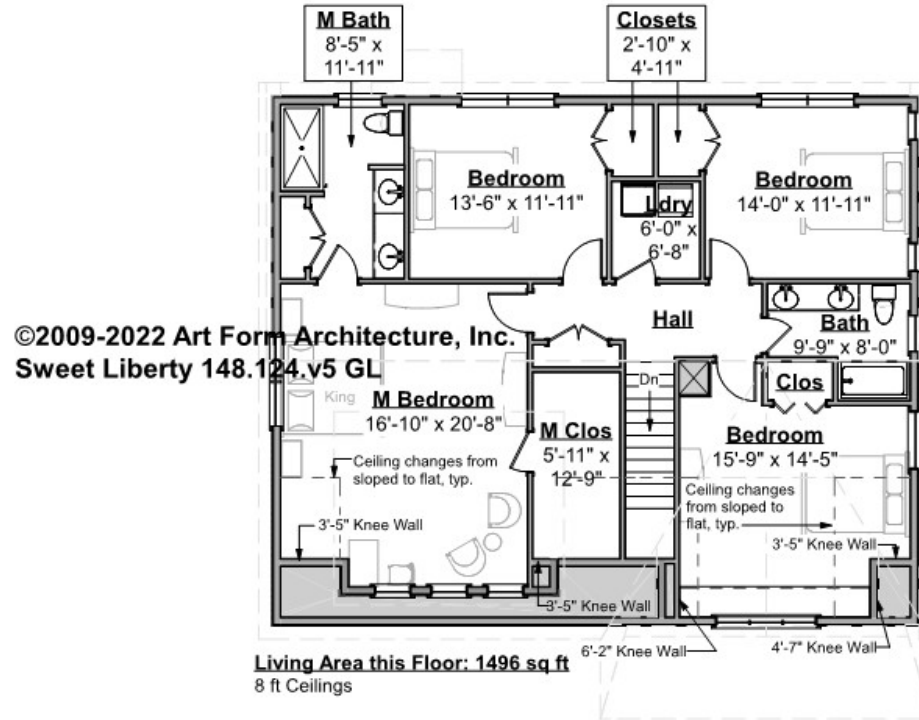 M Bath
8'-5" x
11'-11"
Closets
2'-10" x
4'-11"
Bedroom
13'-6" x 11'-11"
Ldry
6'-0" x
6'-8"
Bedroom
14'-0" x 11'-11"
©2009-2022 Art Form Architecture, Inc.
Sweet Liberty 148.124.v5 GL
Hall
Bath
9'-9" x 8'-0"
King
M Bedroom
16'-10" x 20'-8"
Dn
Clos
M Clos
5'-11" x
12'-9"
Bedroom
15'-9" x 14'-5"
Ceiling changes from
sloped to flat, typ.
Ceiling changes
from sloped to
flat, typ.
3'-5" Knee Wall
3'-5" Knee Wall
3'-5" Knee Wall
6'-2" Knee Wall
4'-7" Knee Wall
Living Area this Floor: 1496 sq ft
8 ft Ceilings